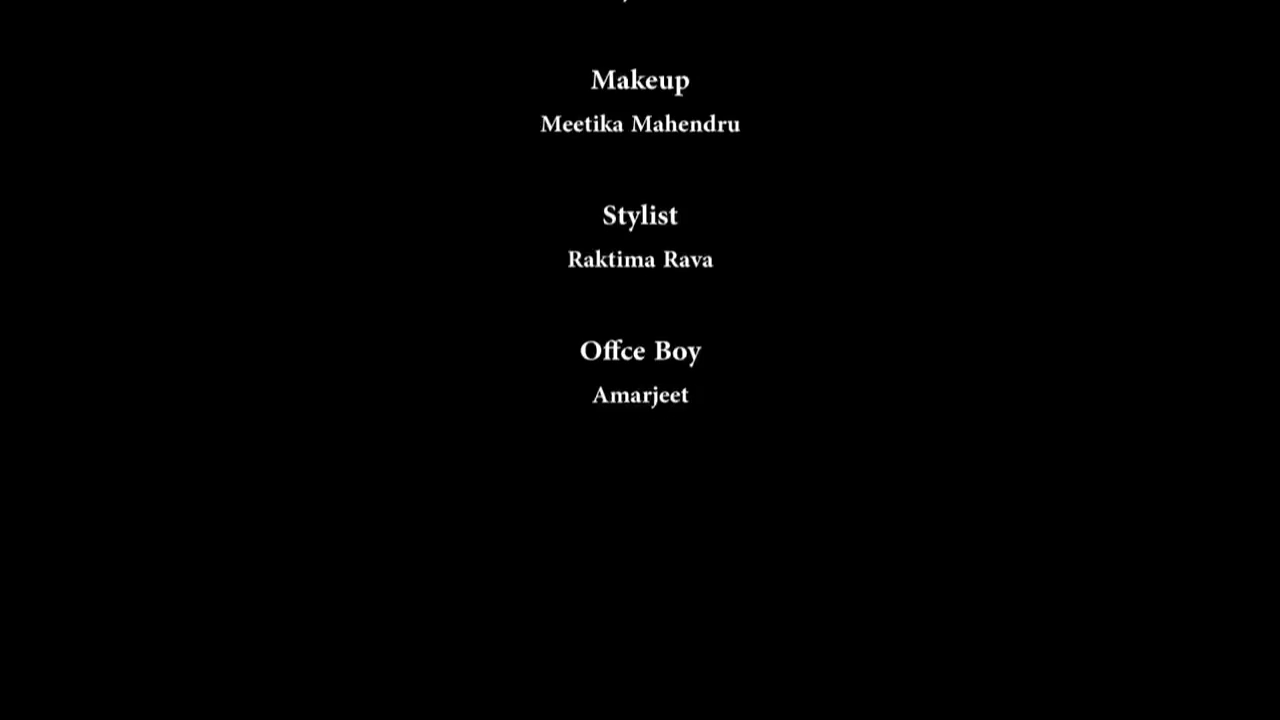 Makeup
Meetika Mahendru
Stylist
Raktima Rava
Offce Boy
Amarjeet